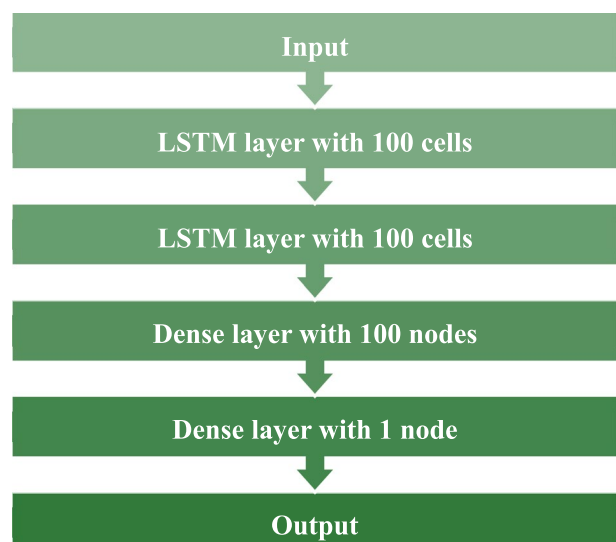 Input
LSTM layer with 100 cells
LSTM layer with 100 cells
Dense layer with 100 nodes
Dense layer with 1 node
Output